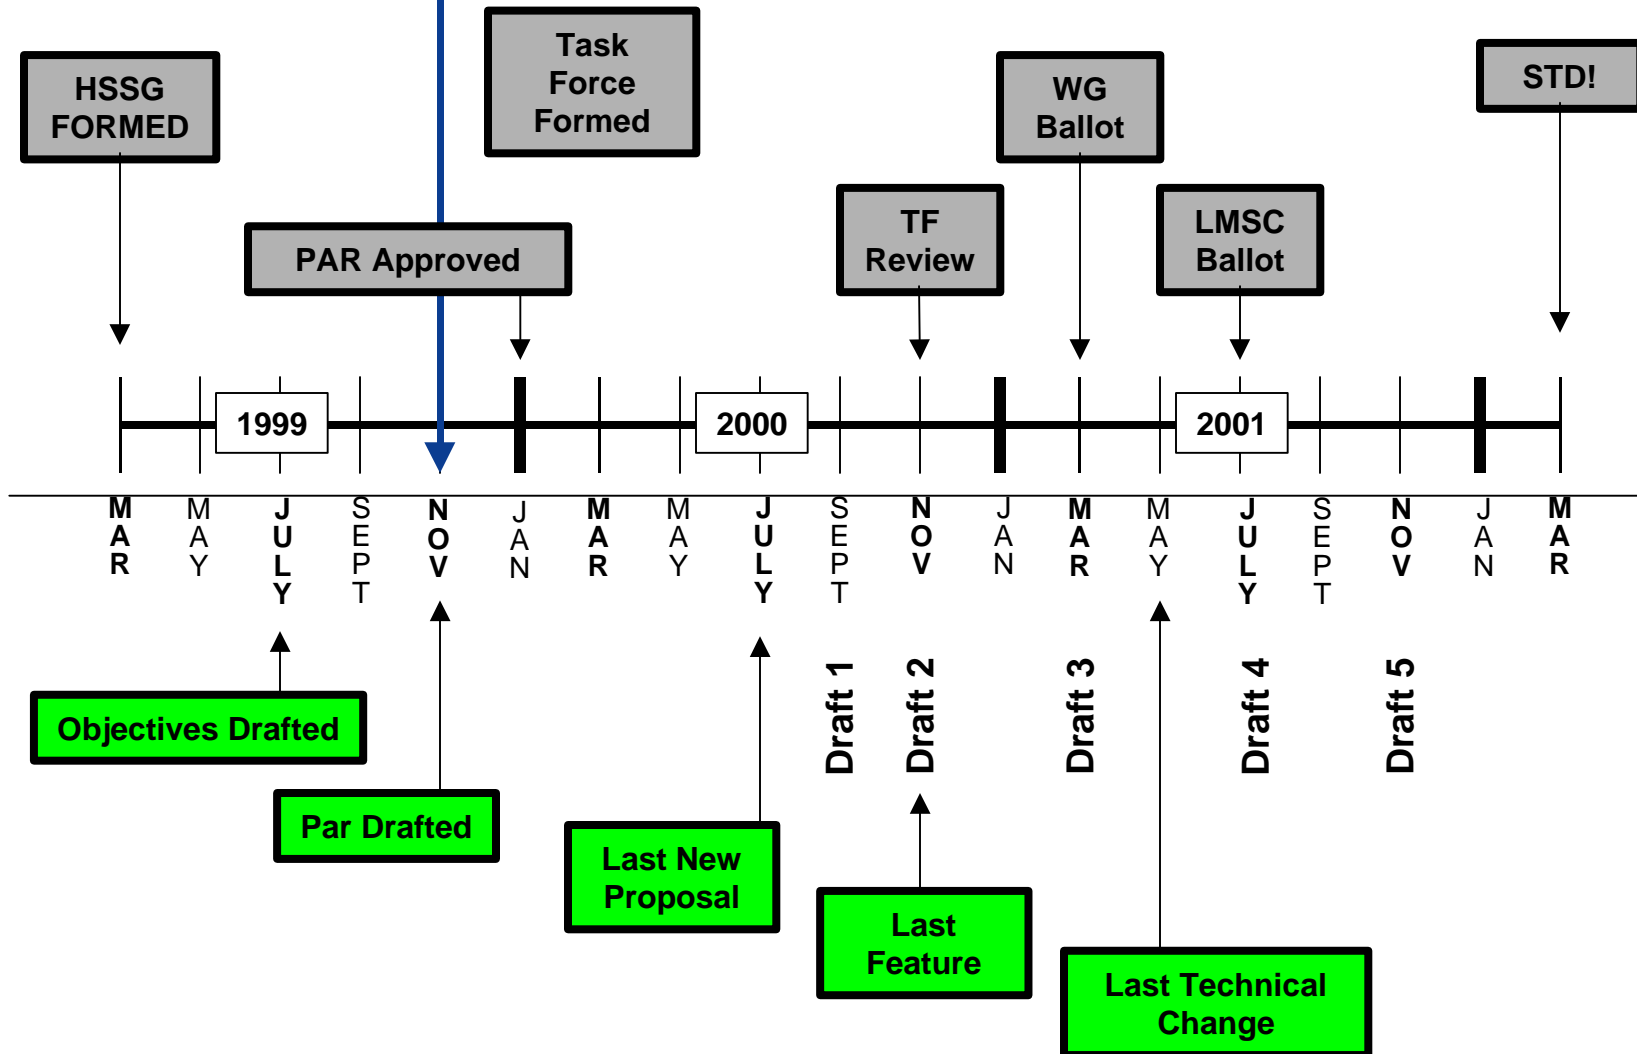 HSSG
FORMED
Task
Force
Formed
WG
Ballot
STD!
PAR Approved
TF
Review
LMSC
Ballot
1999
2000
2001
MAR
MAY
JULY
SEPT
NOV
JAN
MAR
MAY
JULY
SEPT
NOV
JAN
MAR
MAY
JULY
SEPT
NOV
JAN
MAR
Draft 1
Draft 2
Draft 3
Draft 4
Draft 5
Objectives Drafted
Par Drafted
Last New
Proposal
Last
Feature
Last Technical
Change